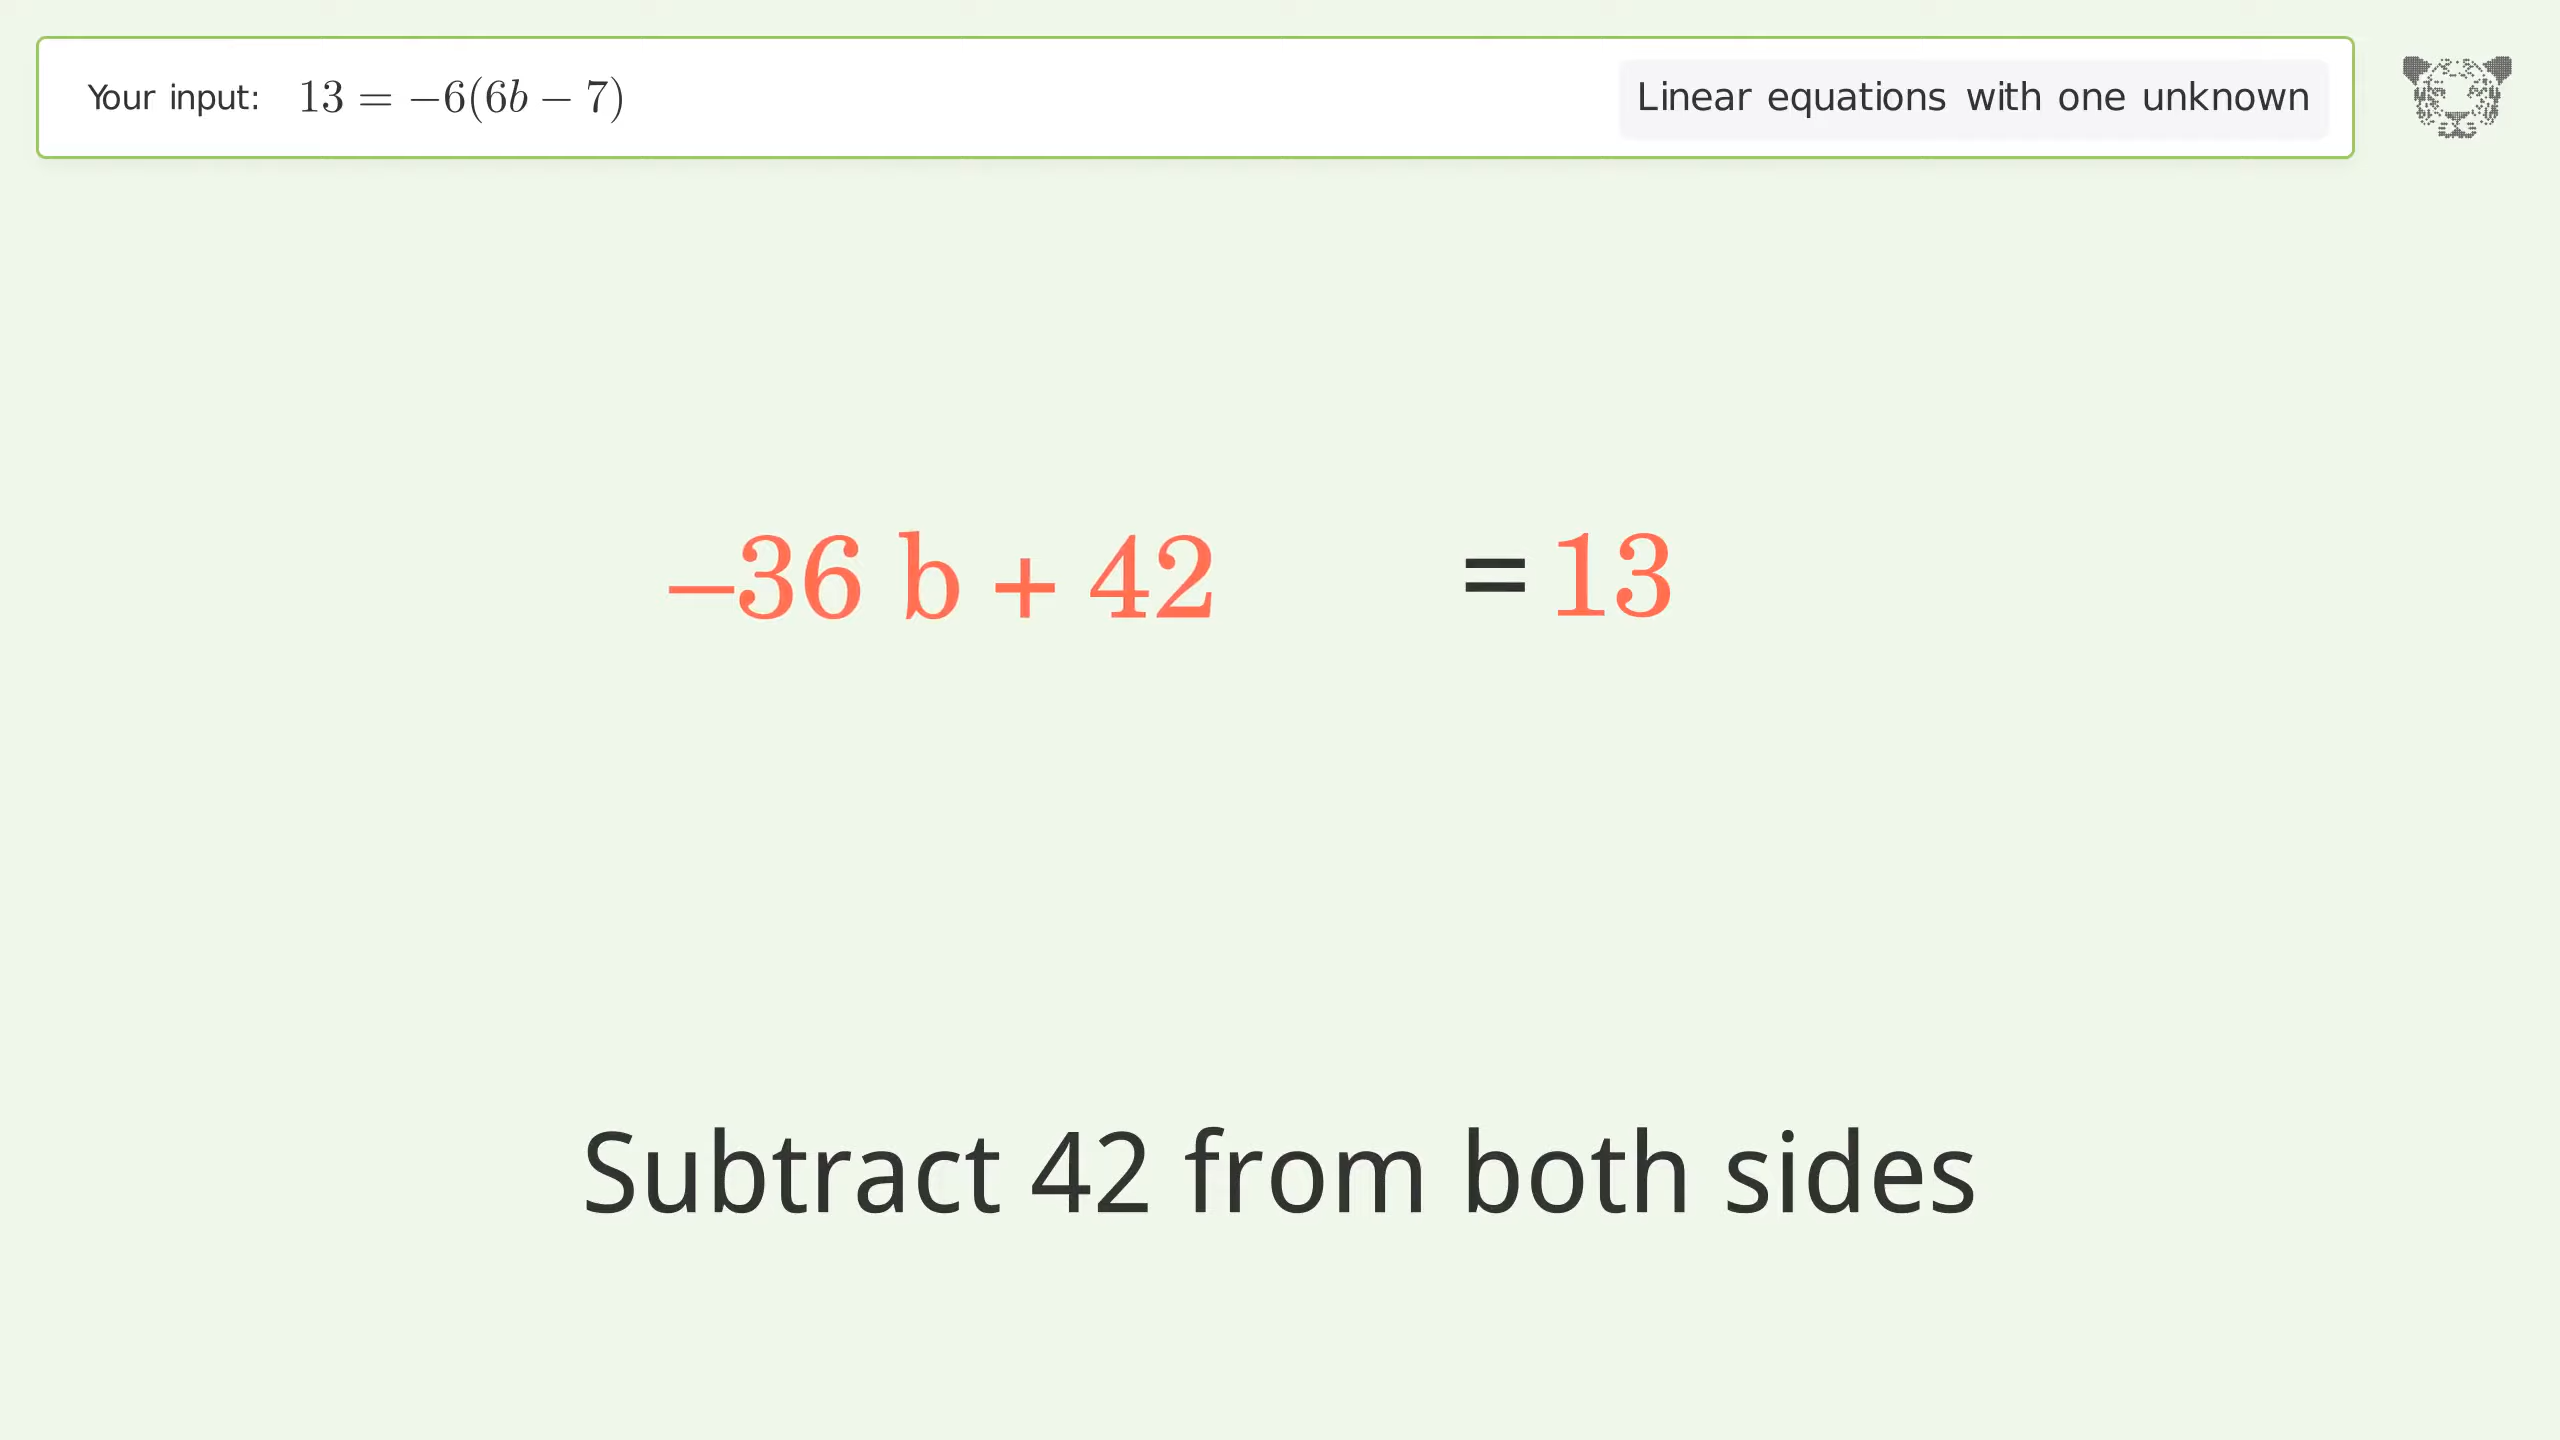 Your input: 13 = −6(6b − 7) Linear equations with one unknown
−36 b + 42 = 13
Subtract 42 from both sides